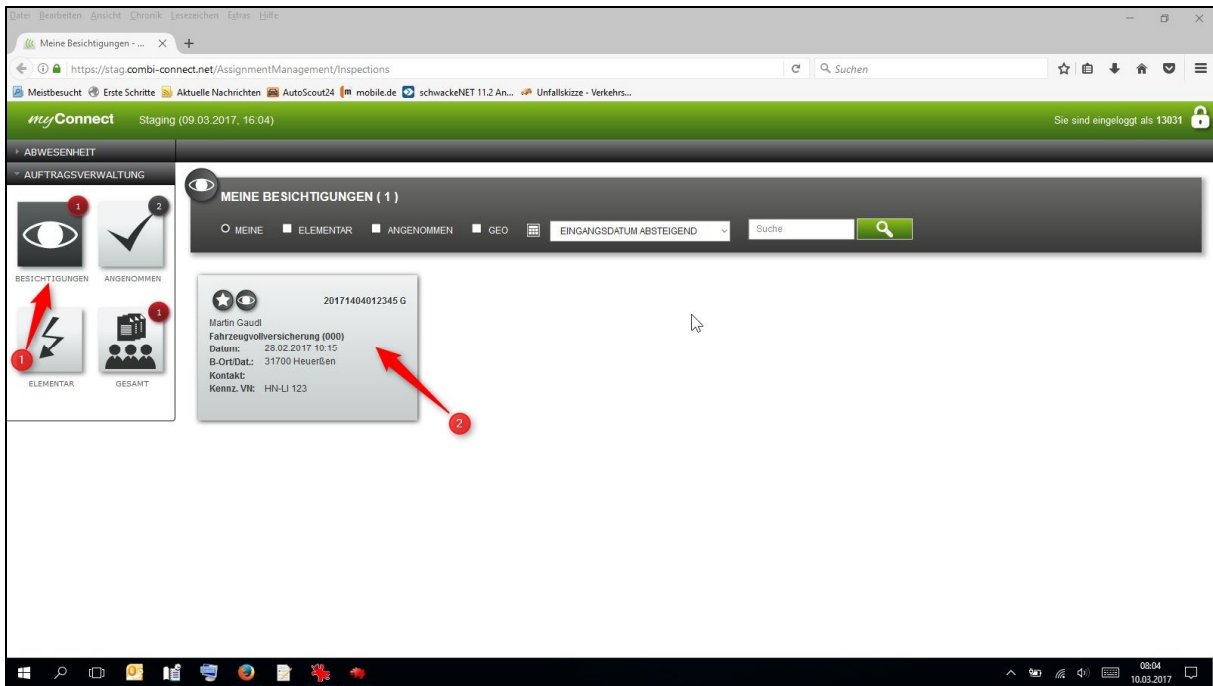 Datei Bearbeiten Ansicht Chronik Lesezeichen Extras Hilfe
Meine Besichtigungen - ...
https://stag.combi-connect.net/AssignmentManagement/Inspections
Suchen
Meistbesucht Erste Schritte Aktuelle Nachrichten AutoScout24 mobile.de schwackeNET 11.2 An... Unfallskizze - Verkehrs...
myConnect Staging (09.03.2017, 16:04) Sie sind eingeloggt als 13031
ABWESENHEIT
AUFTRAGSVERWALTUNG
1 2
BESICHTIGUNGEN ANGENOMMEN
1
1
ELEMENTAR GESAMT
MEINE BESICHTIGUNGEN ( 1 )
MEINE ELEMENTAR ANGENOMMEN GEO EINGANGSDATUM ABSTEIGEND Suche
20171404012345 G
Martin Gaudl
Fahrzeugvollversicherung (000)
Datum: 28.02.2017 10:15
B-Ort/Dat.: 31700 Heuerßen
Kontakt:
Kennz. VN: HN-LI 123
2
08:04
10.03.2017